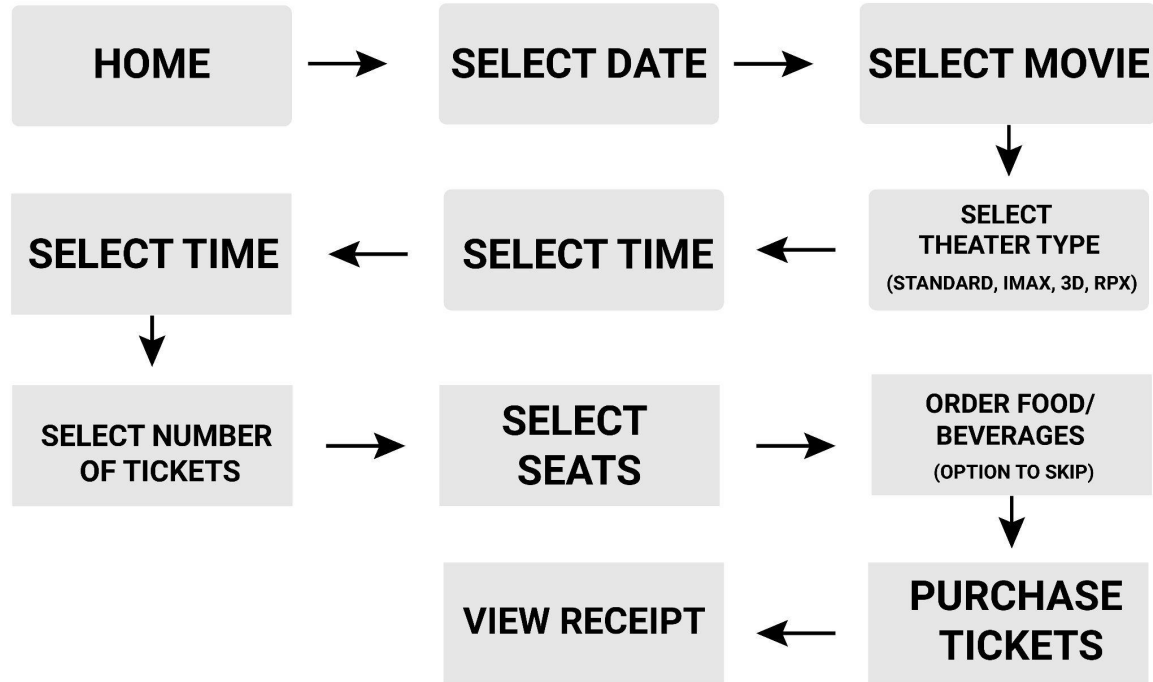 HOME
SELECT DATE
SELECT MOVIE
SELECT
THEATER TYPE
(STANDARD, IMAX, 3D, RPX)
SELECT TIME
SELECT TIME
SELECT NUMBER
OF TICKETS
SELECT
SEATS
ORDER FOOD/
BEVERAGES
(OPTION TO SKIP)
PURCHASE
TICKETS
VIEW RECEIPT